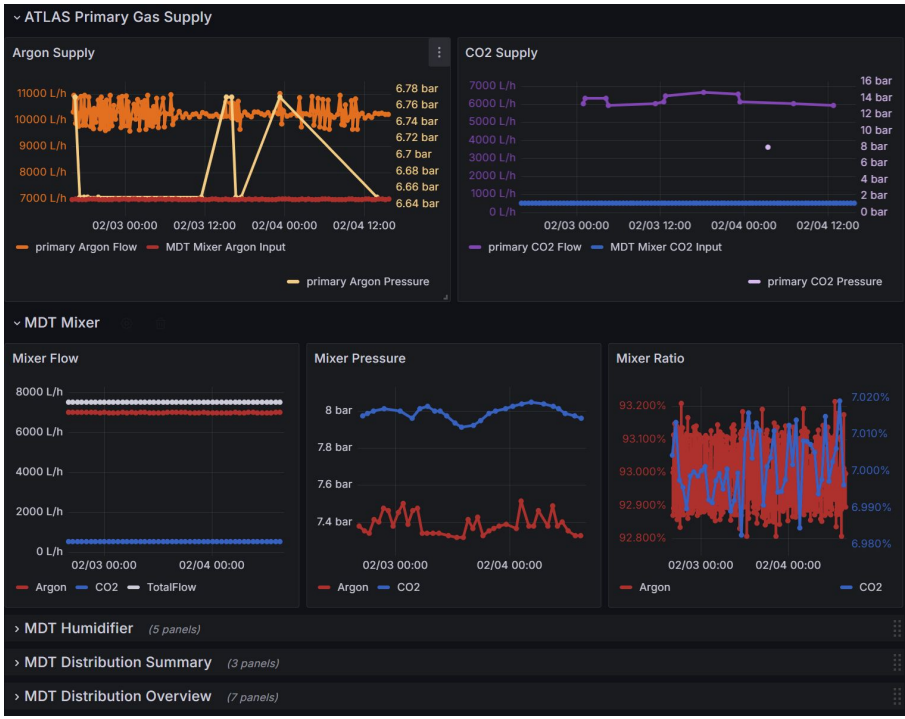 ATLAS Primary Gas Supply
Argon Supply
11000 L/h
10000 L/h
9000 L/h
8000 L/h
7000 L/h
6.78 bar
6.76 bar
6.74 bar
6.72 bar
6.7 bar
6.68 bar
6.66 bar
6.64 bar
02/03 00:00 02/03 12:00 02/04 00:00 02/04 12:00
primary Argon Flow MDT Mixer Argon Input
primary Argon Pressure
CO2 Supply
7000 L/h
6000 L/h
5000 L/h
4000 L/h
3000 L/h
2000 L/h
1000 L/h
0 L/h
16 bar
14 bar
12 bar
10 bar
8 bar
6 bar
4 bar
2 bar
0 bar
02/03 00:00 02/03 12:00 02/04 00:00 02/04 12:00
primary CO2 Flow MDT Mixer CO2 Input
primary CO2 Pressure
MDT Mixer
Mixer Flow
8000 L/h
6000 L/h
4000 L/h
2000 L/h
0 L/h
02/03 00:00 02/04 00:00
Argon CO2 TotalFlow
Mixer Pressure
8 bar
7.8 bar
7.6 bar
7.4 bar
02/03 00:00 02/04 00:00
Argon CO2
Mixer Ratio
93.200%
93.100%
93.000%
92.900%
92.800%
7.020%
7.010%
7.000%
6.990%
6.980%
02/03 00:00 02/04 00:00
Argon CO2
MDT Humidifier (5 panels)
MDT Distribution Summary (3 panels)
MDT Distribution Overview (7 panels)